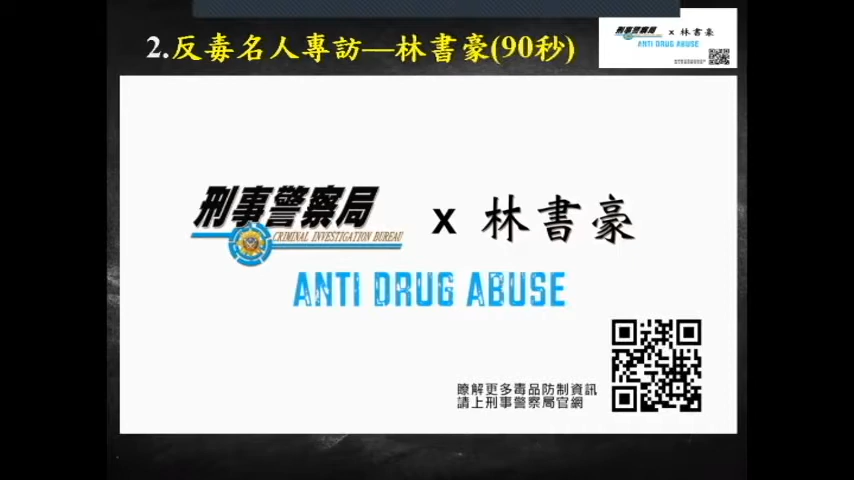 2.反毒名人專訪—林書豪(90秒)
刑事警察局 x 林書豪
ANTI DRUG ABUSE
刑事警察局
CRIMINAL INVESTIGATION BUREAU
x 林書豪
ANTI DRUG ABUSE
瞭解更多毒品防制資訊
請上刑事警察局官網